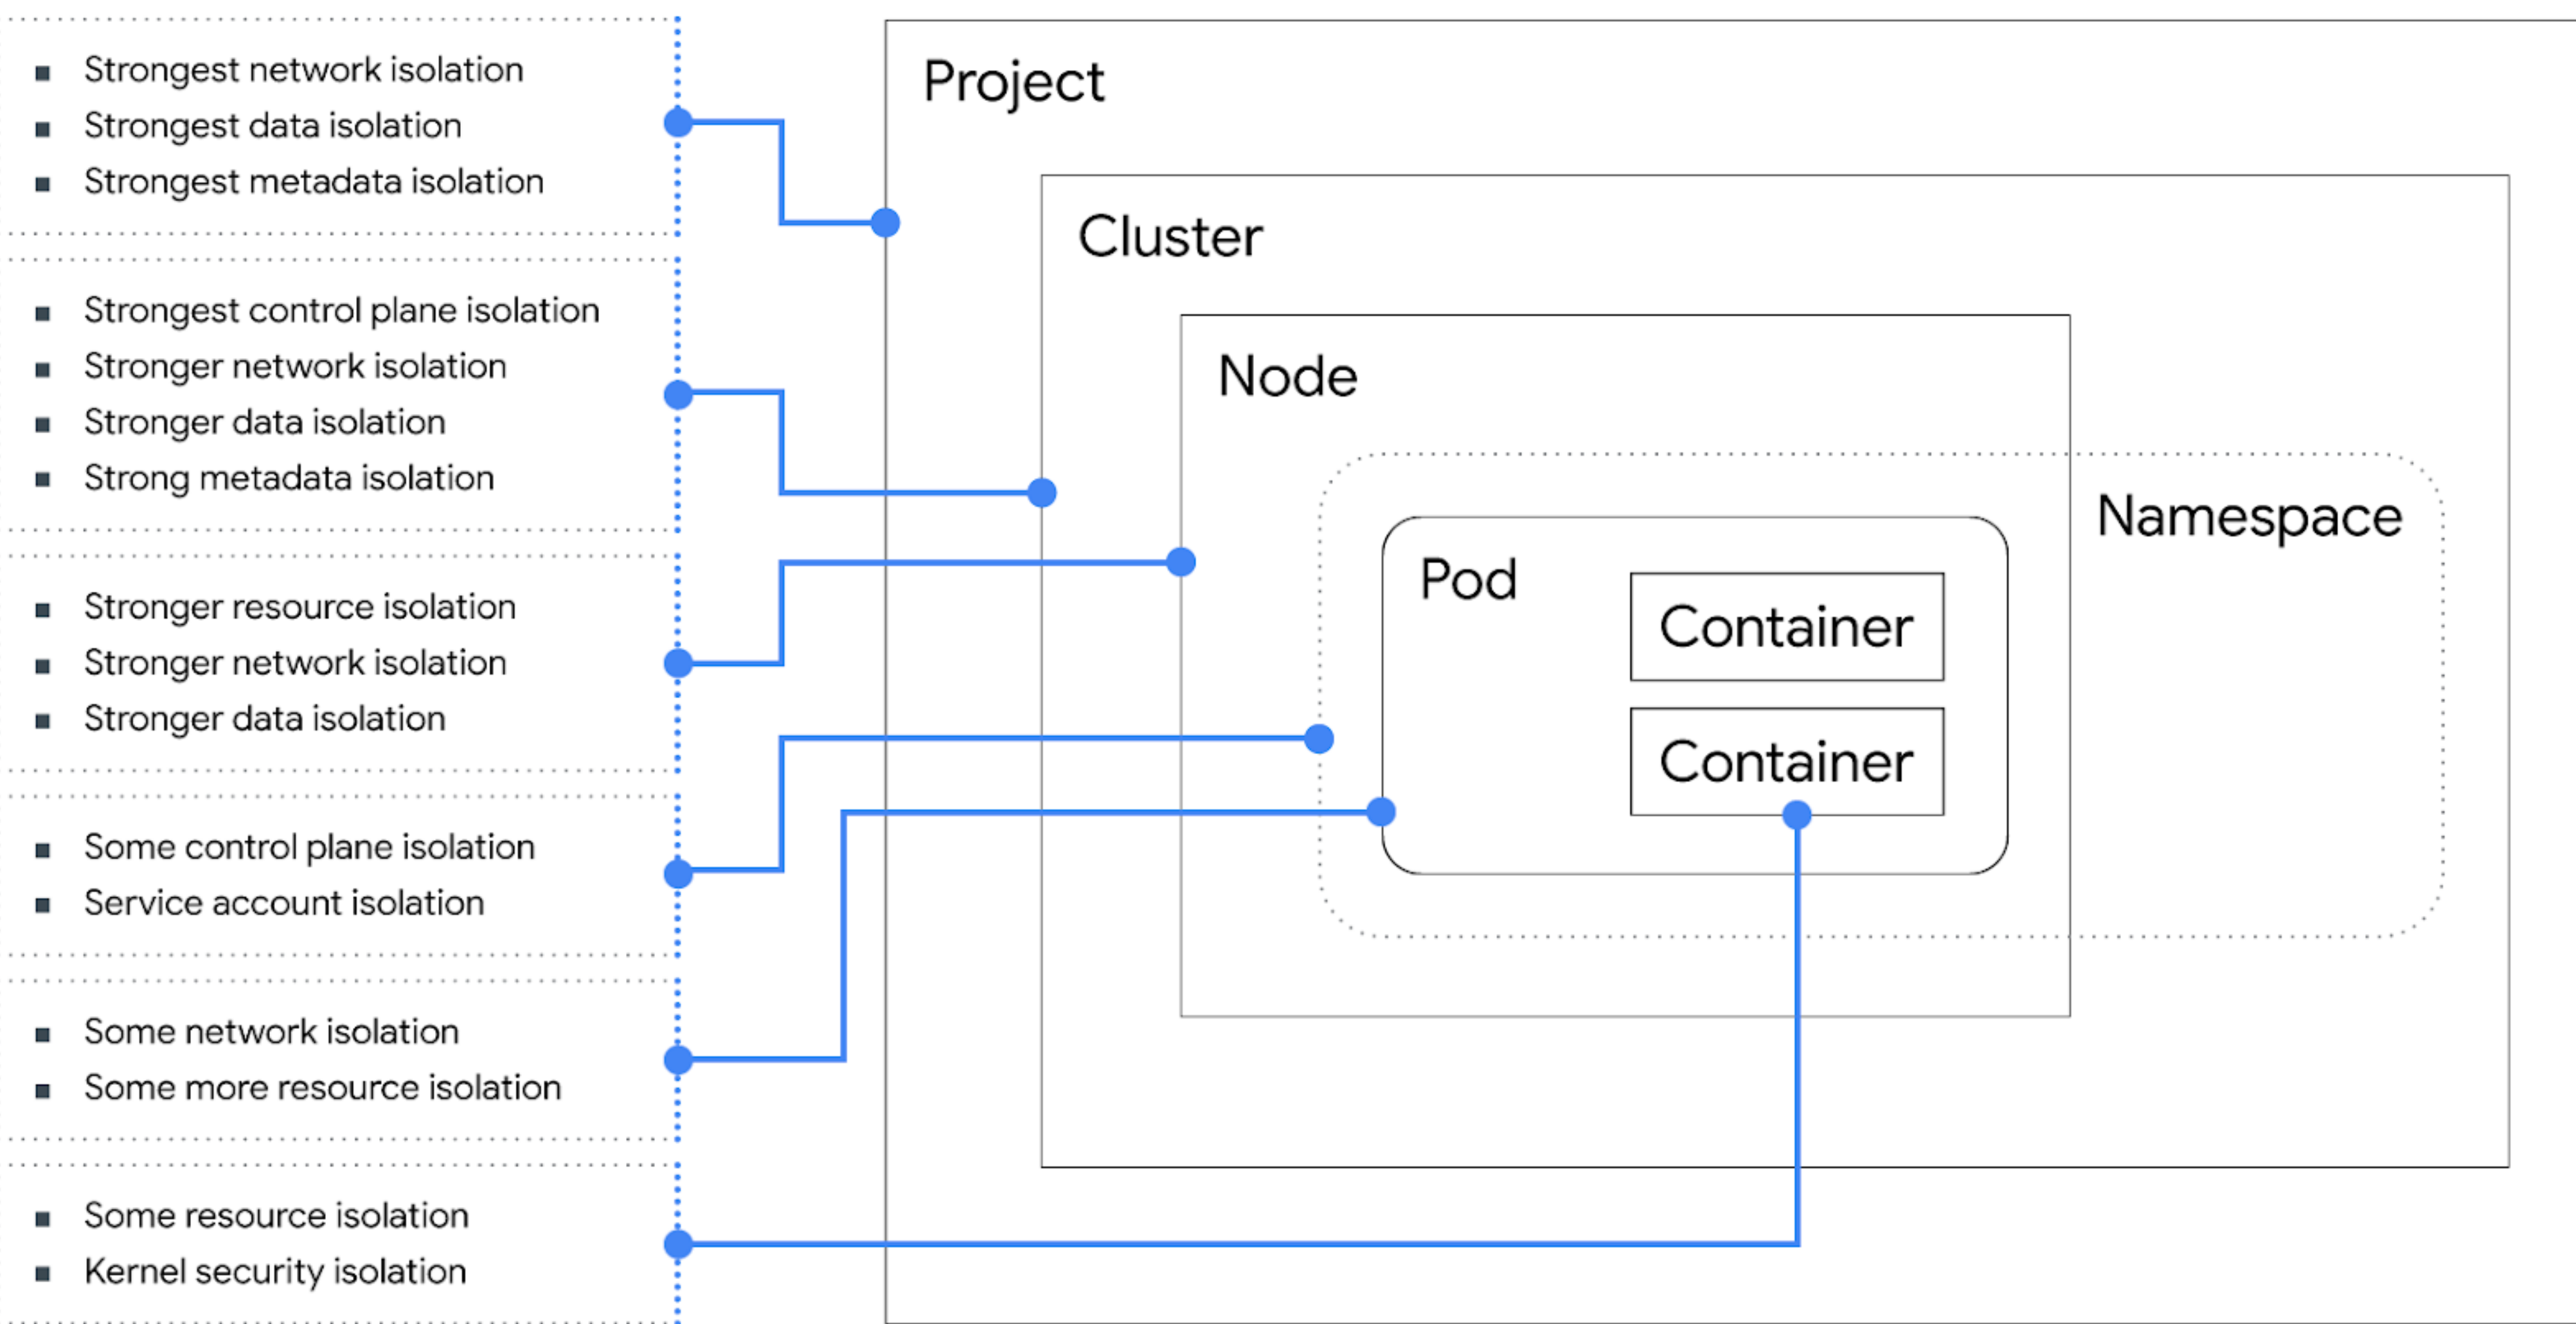 Strongest network isolation
Strongest data isolation
Strongest metadata isolation
Strongest control plane isolation
Stronger network isolation
Stronger data isolation
Strong metadata isolation
Stronger resource isolation
Stronger network isolation
Stronger data isolation
Some control plane isolation
Service account isolation
Some network isolation
Some more resource isolation
Some resource isolation
Kernel security isolation
Project
Cluster
Node
Namespace
Pod
Container
Container